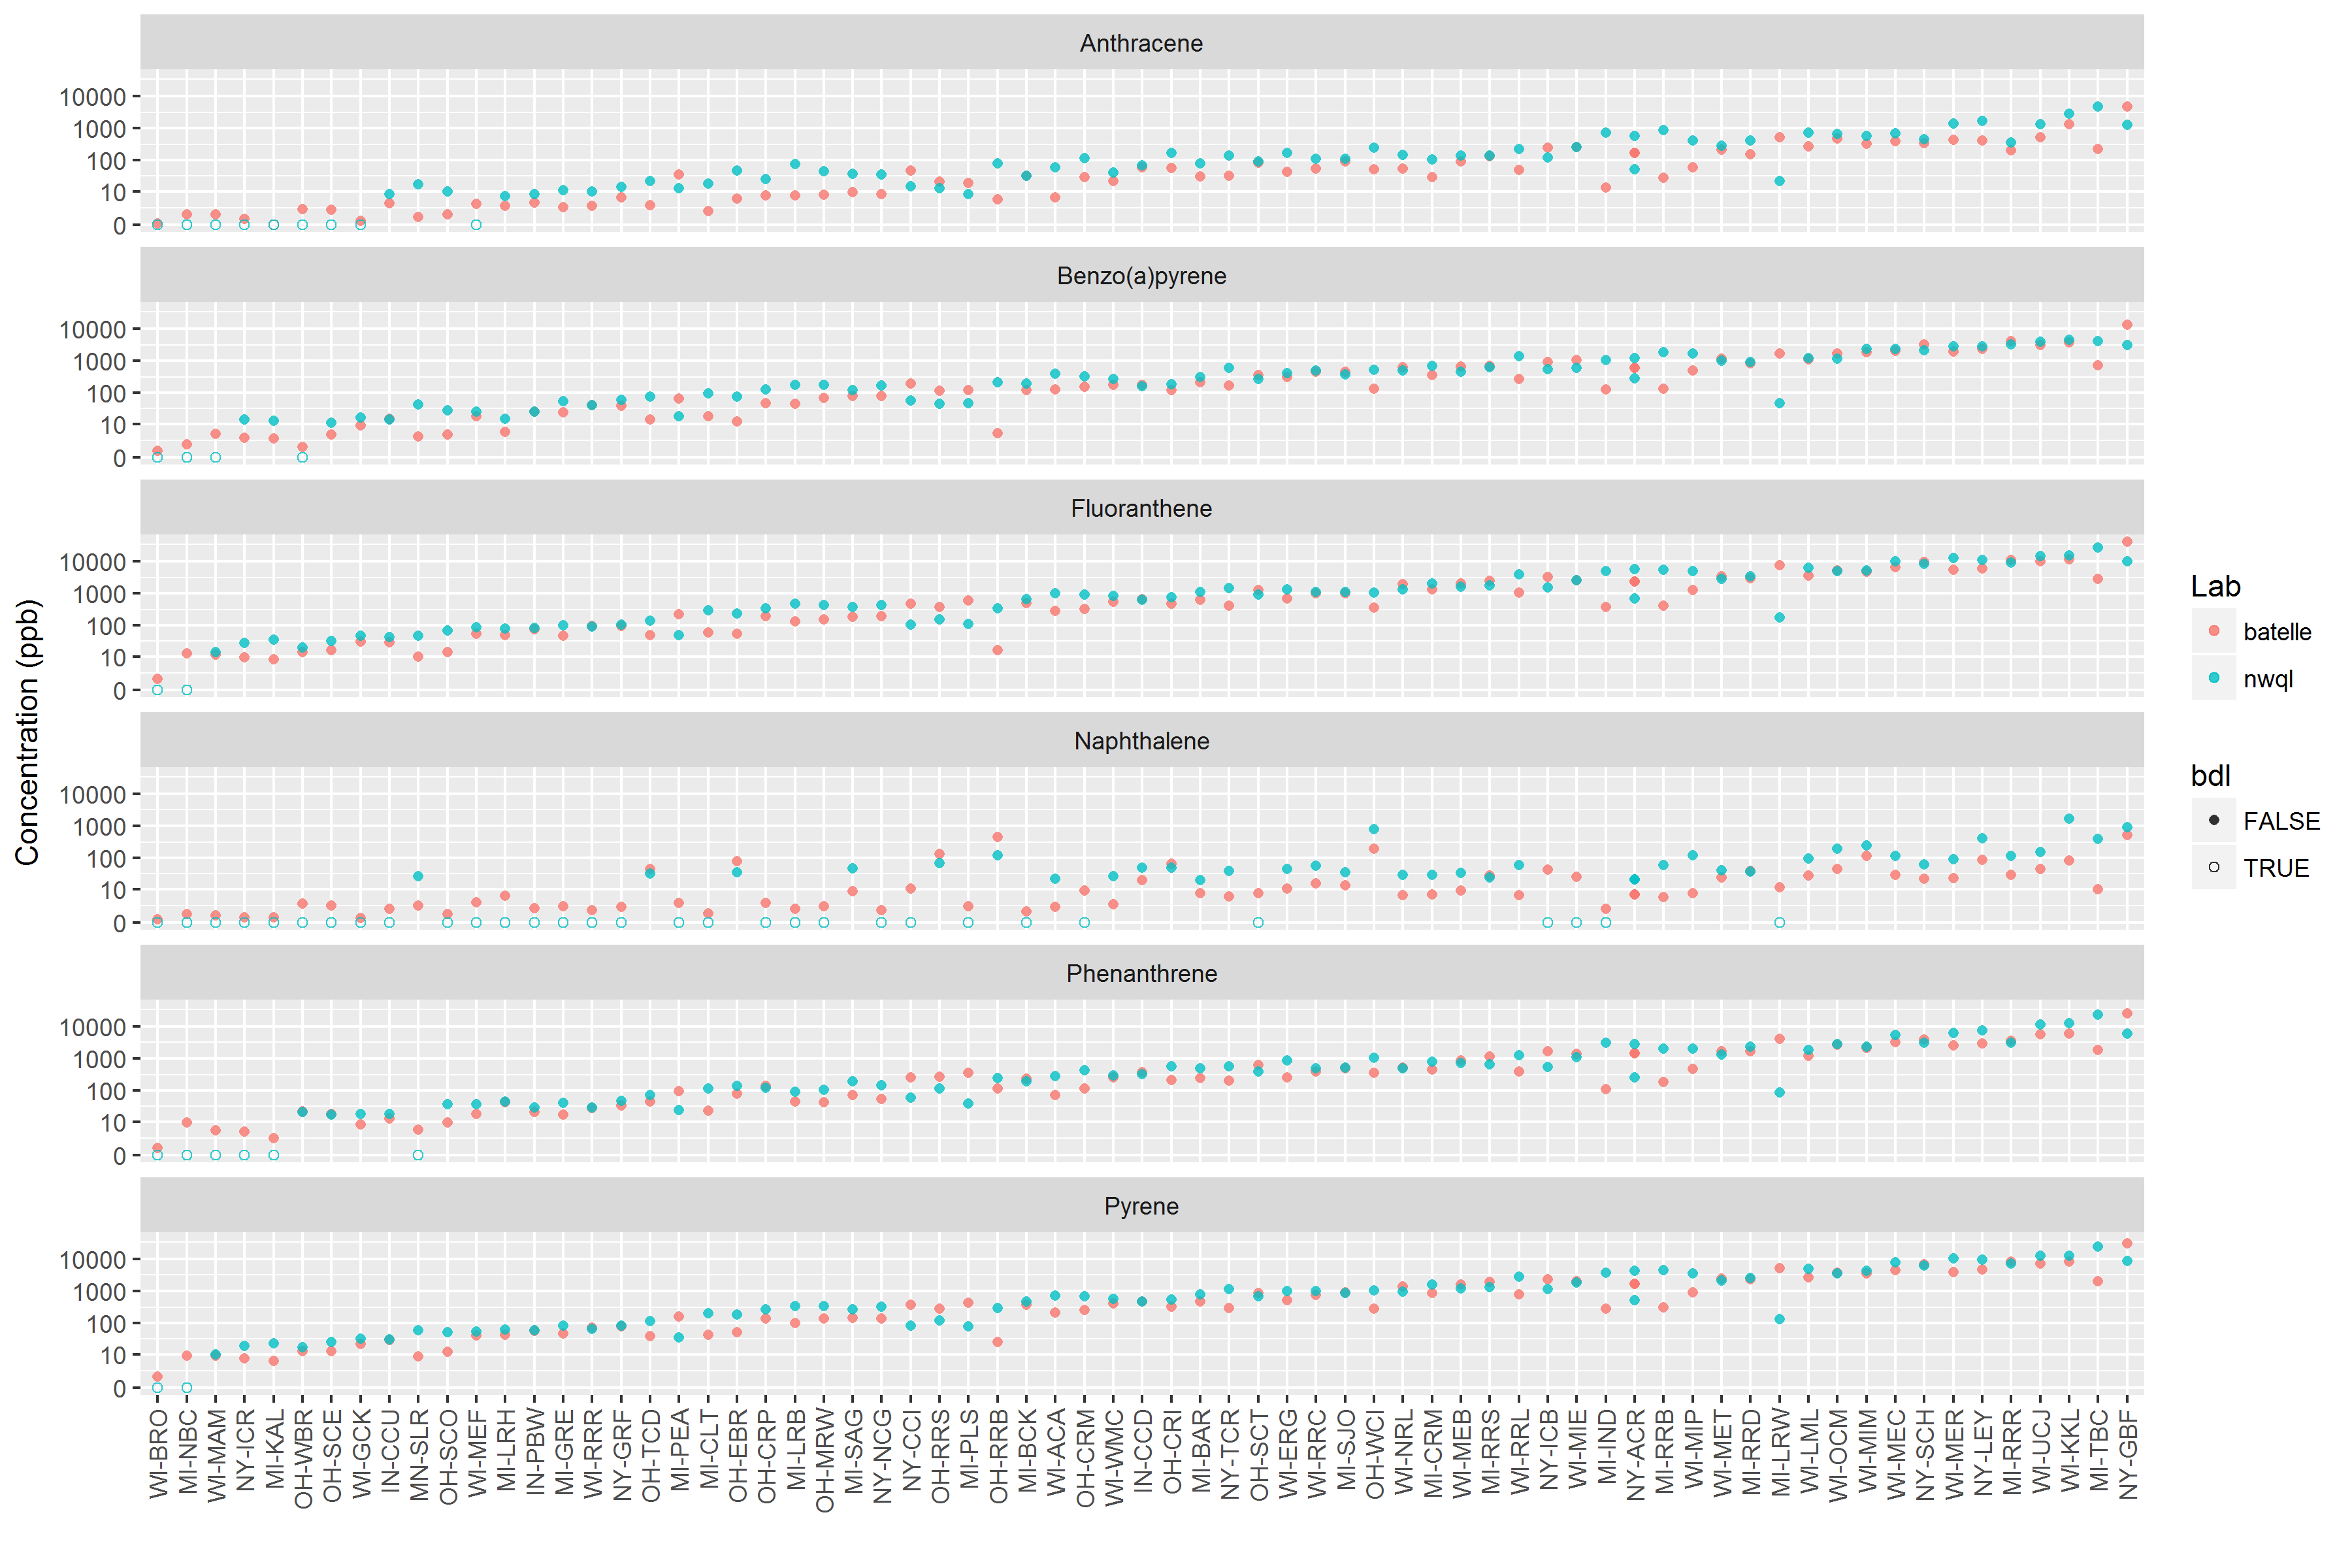 Anthracene
10000
1000
100
10
0
Benzo(a)pyrene
10000
1000
100
10
0
Fluoranthene
10000
1000
100
10
0
Naphthalene
10000
1000
100
10
0
Phenanthrene
10000
1000
100
10
0
Pyrene
10000
1000
100
10
0
Concentration (ppb)
WI-BRO
MI-NBC
WI-MAM
NY-ICR
MI-KAL
OH-WBR
OH-SCE
WI-GCK
IN-CCU
MN-SLR
OH-SCO
WI-MEF
MI-LRH
IN-PBW
MI-GRE
WI-RRR
NY-GRF
OH-TCD
MI-PEA
MI-CLT
OH-EBR
OH-CRP
MI-LRB
OH-MRW
MI-SAG
NY-NCG
NY-CCI
OH-RRS
MI-PLS
OH-RRB
MI-BCK
WI-ACA
OH-CRM
WI-WMC
IN-CCD
OH-CRI
MI-BAR
NY-TCR
OH-SCT
WI-ERG
WI-RRC
MI-SJO
OH-WCI
WI-NRL
MI-CRM
WI-MEB
MI-RRS
WI-RRL
NY-ICB
WI-MIE
MI-IND
NY-ACR
MI-RRB
WI-MIP
WI-MET
MI-RRD
MI-LRW
WI-LML
WI-OCM
WI-MIM
WI-MEC
NY-SCH
WI-MER
NY-LEY
MI-RRR
WI-UCJ
WI-KKL
MI-TBC
NY-GBF
Lab
batelle
nwql
bdl
FALSE
TRUE